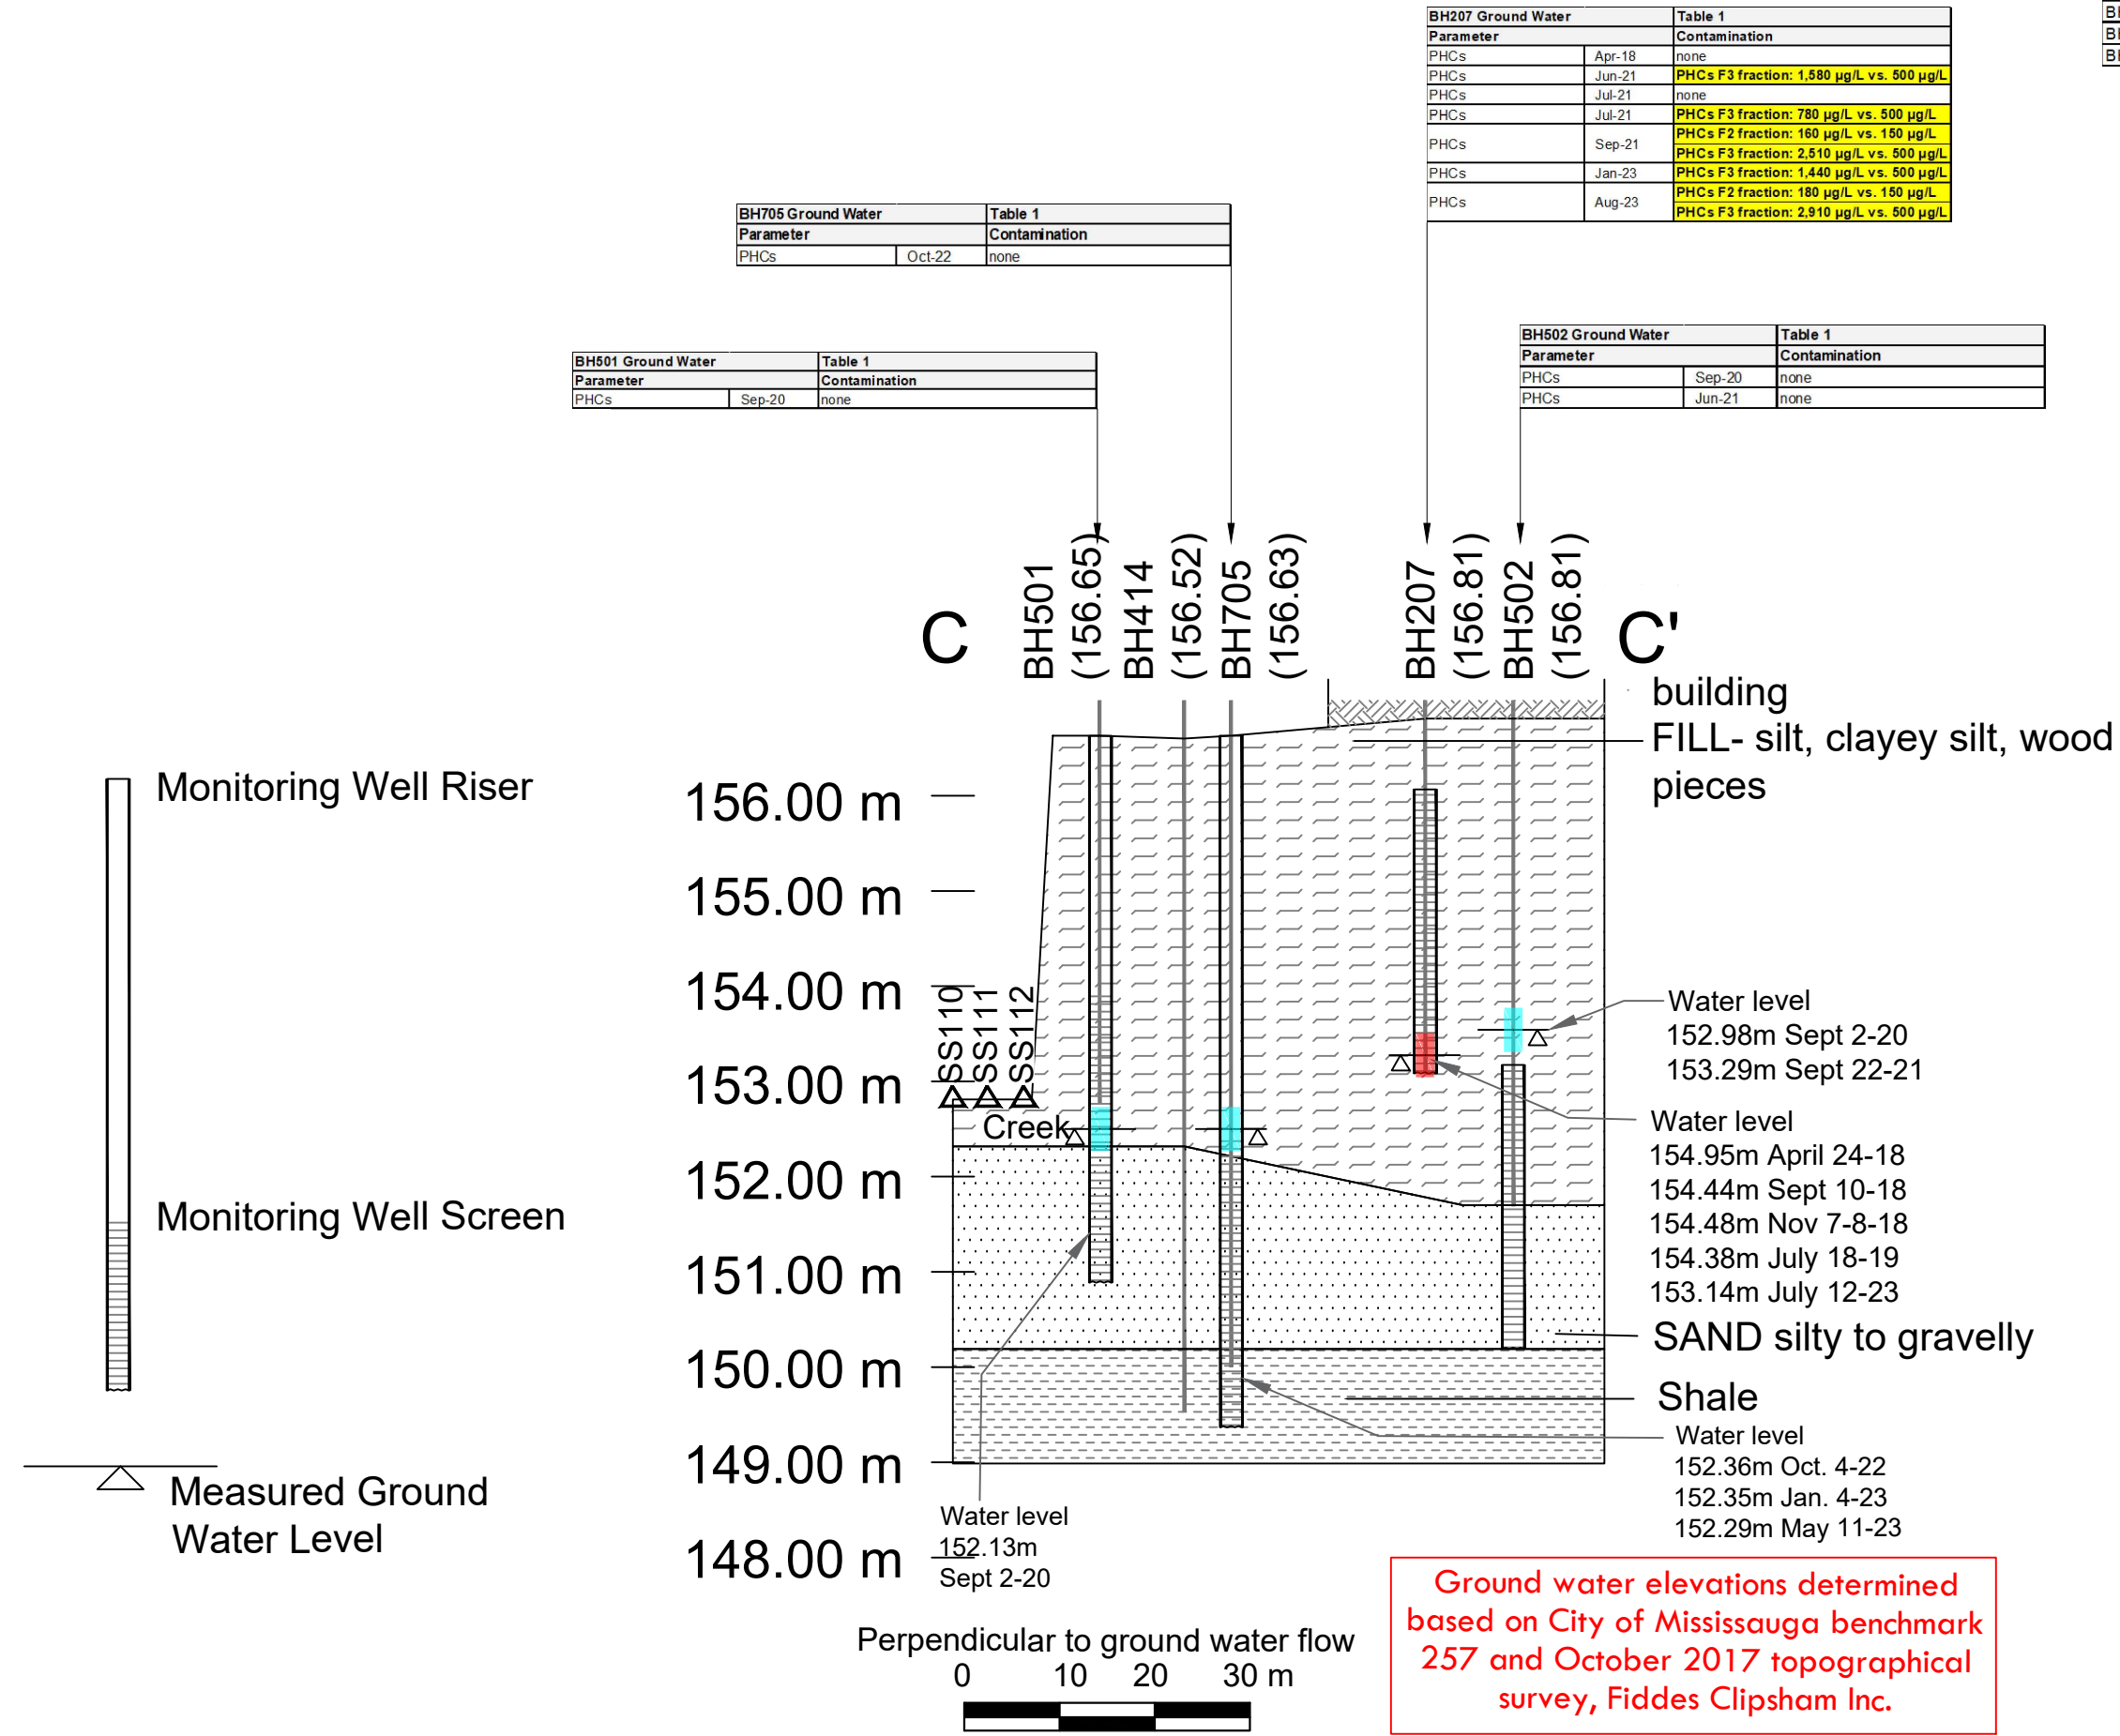 BH207 Ground Water Table 1
Parameter Contamination
PHCs Apr-18 none
PHCs Jun-21 PHCs F3 fraction: 1,580 µg/L vs. 500 µg/L
PHCs Jul-21 none
PHCs Jul-21 PHCs F3 fraction: 780 µg/L vs. 500 µg/L
PHCs Sep-21 PHCs F2 fraction: 160 µg/L vs. 150 µg/L
PHCs F3 fraction: 2,510 µg/L vs. 500 µg/L
PHCs Jan-23 PHCs F3 fraction: 1,440 µg/L vs. 500 µg/L
PHCs Aug-23 PHCs F2 fraction: 180 µg/L vs. 150 µg/L
PHCs F3 fraction: 2,910 µg/L vs. 500 µg/L
BH705 Ground Water Table 1
Parameter Contamination
PHCs Oct-22 none
BH501 Ground Water Table 1
Parameter Contamination
PHCs Sep-20 none
BH502 Ground Water Table 1
Parameter Contamination
PHCs Sep-20 none
PHCs Jun-21 none
C
BH501
(156.65)
BH414
(156.52)
BH705
(156.63)
BH207
(156.81)
BH502
(156.81)
C'
building
FILL- silt, clayey silt, wood
pieces
Monitoring Well Riser
Monitoring Well Screen
Measured Ground
Water Level
156.00 m
155.00 m
154.00 m
153.00 m
152.00 m
151.00 m
150.00 m
149.00 m
148.00 m
SS110
SS111
SS112
Creek
Water level
152.98m Sept 2-20
153.29m Sept 22-21
Water level
154.95m April 24-18
154.44m Sept 10-18
154.48m Nov 7-8-18
154.38m July 18-19
153.14m July 12-23
SAND silty to gravelly
Shale
Water level
152.36m Oct. 4-22
152.35m Jan. 4-23
152.29m May 11-23
Water level
152.13m
Sept 2-20
Perpendicular to ground water flow
0 10 20 30 m
Ground water elevations determined
based on City of Mississauga benchmark
257 and October 2017 topographical
survey, Fiddes Clipsham Inc.